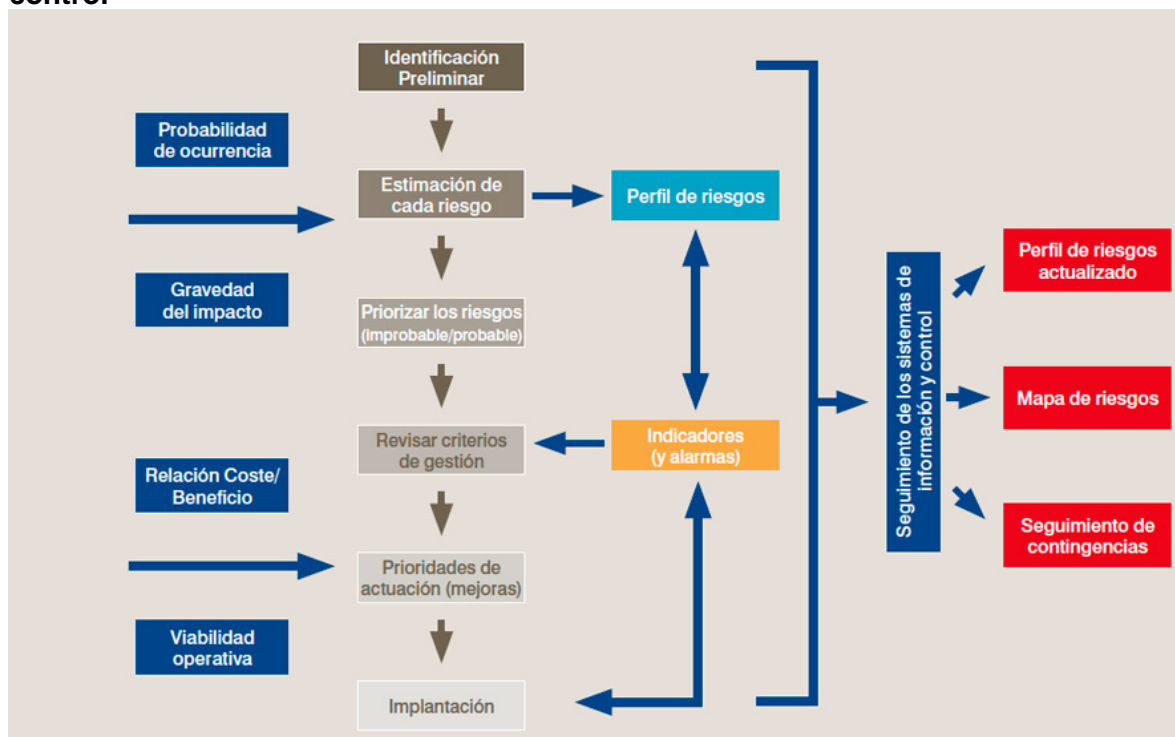 control
Identificación
Preliminar
Probabilidad
de ocurrencia
Estimación de
cada riesgo
Perfil de riesgos
Gravedad
del impacto
Priorizar los riesgos
(improbable/probable)
Revisar criterios
de gestión
Indicadores
(y alarmas)
Relación Coste/
Beneficio
Prioridades de
actuación (mejoras)
Viabilidad
operativa
Implantación
Seguimiento de los sistemas de
información y control
Perfil de riesgos
actualizado
Mapa de riesgos
Seguimiento de
contingencias